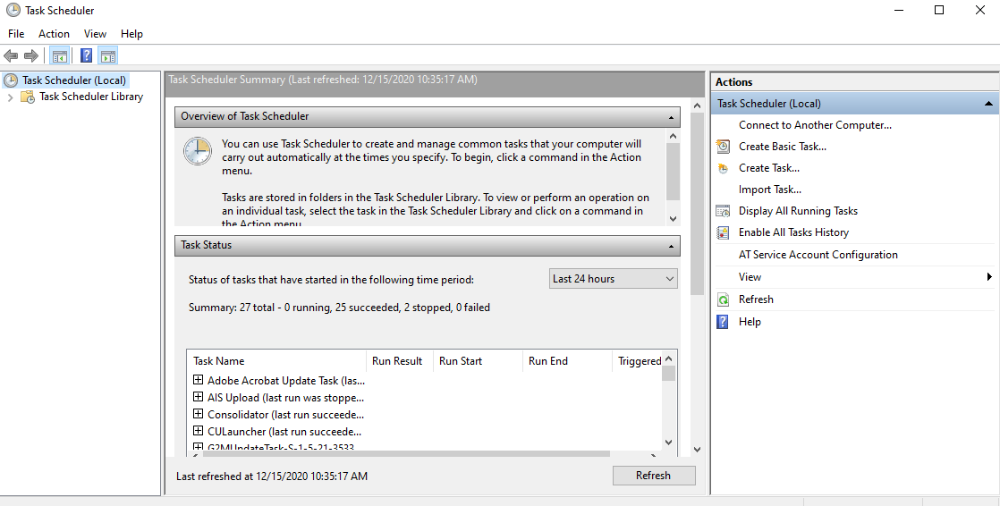 Task Scheduler
File Action View Help
Task Scheduler (Local)
Task Scheduler Library
Task Scheduler Summary (Last refreshed: 12/15/2020 10:35:17 AM)
Overview of Task Scheduler
You can use Task Scheduler to create and manage common tasks that your computer will
carry out automatically at the times you specify. To begin, click a command in the Action
menu.
Tasks are stored in folders in the Task Scheduler Library. To view or perform an operation on
an individual task, select the task in the Task Scheduler Library and click on a command in
the Action menu.
Task Status
Status of tasks that have started in the following time period:
Last 24 hours
Summary: 27 total - 0 running, 25 succeeded, 2 stopped, 0 failed
Task Name Run Result Run Start Run End Triggered
Adobe Acrobat Update Task (las...
AIS Upload (last run was stoppe...
Consolidator (last run succeede...
CULauncher (last run succeede...
G2MUpdateTask-S-1-5-21-3533
Last refreshed at 12/15/2020 10:35:17 AM
Refresh
Actions
Task Scheduler (Local)
Connect to Another Computer...
Create Basic Task...
Create Task...
Import Task...
Display All Running Tasks
Enable All Tasks History
AT Service Account Configuration
View
Refresh
Help